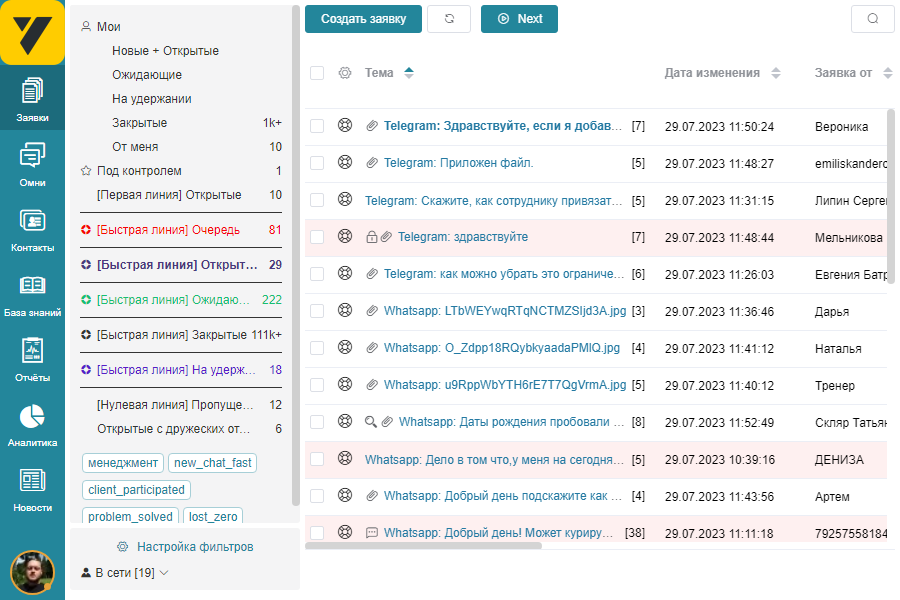 Заявки
Омни
Контакты
База знаний
Отчёты
Аналитика
Новости
Мои
Новые + Открытые
Ожидающие
На удержании
Закрытые 1k+
От меня 10
Под контролем 1
[Первая линия] Открытые 10
[Быстрая линия] Очередь 81
[Быстрая линия] Открыт... 29
[Быстрая линия] Ожидаю... 222
[Быстрая линия] Закрытые 111k+
[Быстрая линия] На удерж... 18
[Нулевая линия] Пропуще... 12
Открытые с дружеских от... 6
менеджмент new_chat_fast
client_participated
problem_solved lost_zero
Настройка фильтров
В сети [19]
Создать заявку Next
Тема Дата изменения Заявка от
Telegram: Здравствуйте, если я добав... [7] 29.07.2023 11:50:24 Вероника
Telegram: Приложен файл. [5] 29.07.2023 11:48:27 emiliskanderc
Telegram: Скажите, как сотруднику привязат... [5] 29.07.2023 11:31:15 Липин Серге
Telegram: здравствуйте [7] 29.07.2023 11:48:44 Мельникова
Telegram: как можно убрать это ограниче... [6] 29.07.2023 11:26:03 Евгения Батр
Whatsapp: LTbWEYwqRTqNCTMZSljd3A.jpg [3] 29.07.2023 11:36:46 Дарья
Whatsapp: O_Zdpp18RQybkyaadaPMlQ.jpg [4] 29.07.2023 11:41:12 Наталья
Whatsapp: u9RppWbYTH6rE7T7QgVrmA.jpg [5] 29.07.2023 11:40:12 Тренер
Whatsapp: Даты рождения пробовали ... [8] 29.07.2023 11:52:49 Скляр Татья
Whatsapp: Дело в том что,у меня на сегодня... [5] 29.07.2023 10:39:16 ДЕНИЗА
Whatsapp: Добрый день подскажите как ... [4] 29.07.2023 11:43:56 Артем
Whatsapp: Добрый день! Может куриру... [38] 29.07.2023 11:11:18 79257558184